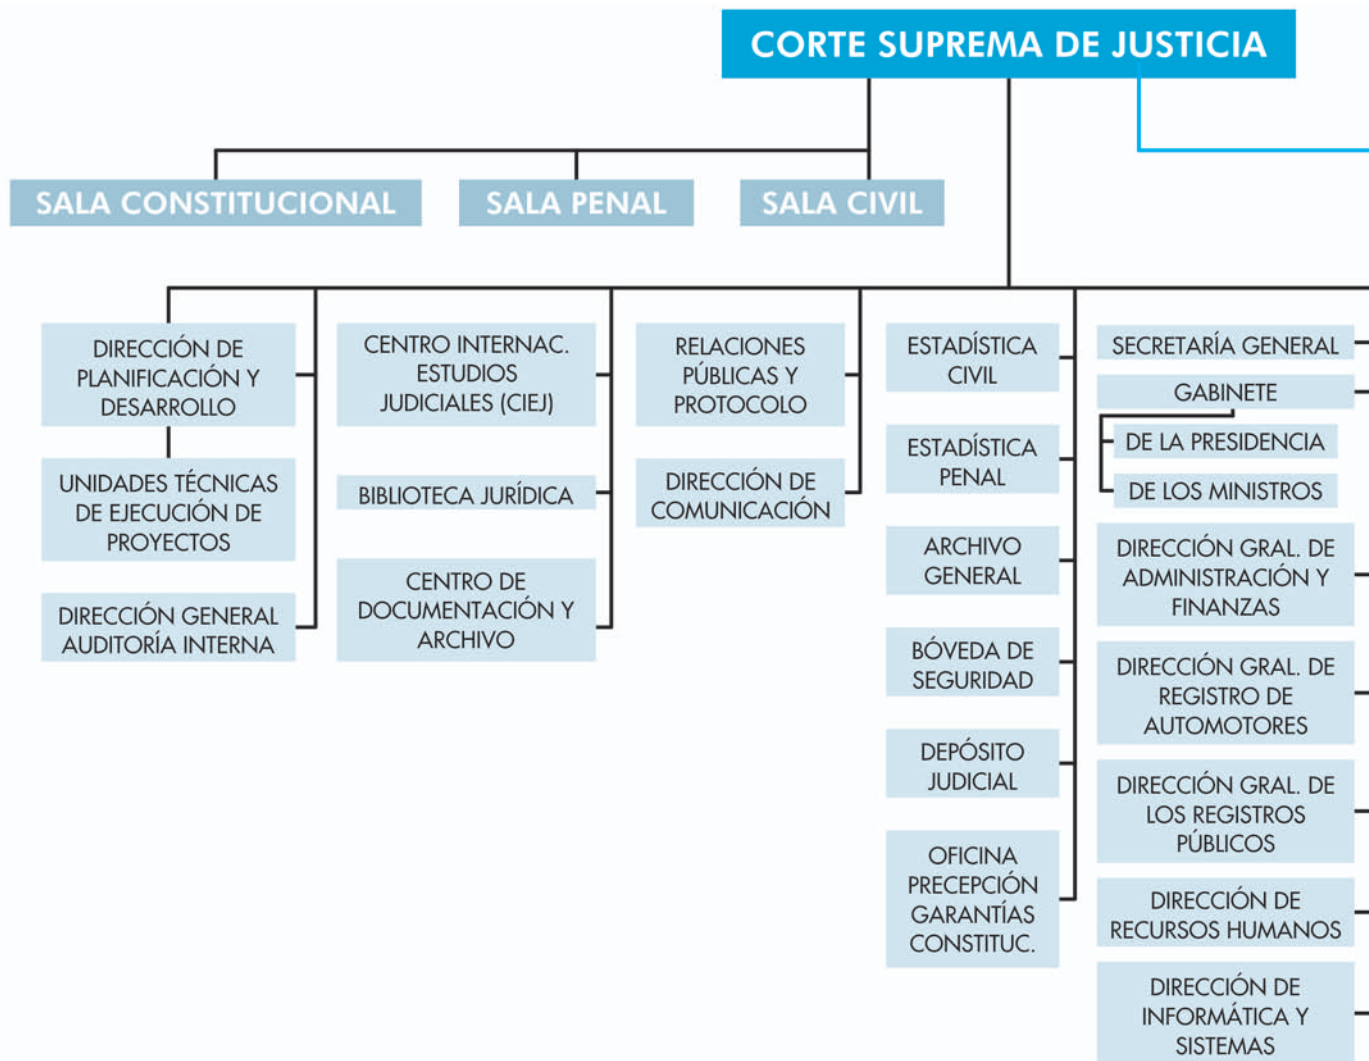 CORTE SUPREMA DE JUSTICIA
SALA CONSTITUCIONAL
SALA PENAL
SALA CIVIL
DIRECCIÓN DE
PLANIFICACIÓN Y
DESARROLLO
UNIDADES TÉCNICAS
DE EJECUCIÓN DE
PROYECTOS
DIRECCIÓN GENERAL
AUDITORÍA INTERNA
CENTRO INTERNAC.
ESTUDIOS
JUDICIALES (CIEJ)
BIBLIOTECA JURÍDICA
CENTRO DE
DOCUMENTACIÓN Y
ARCHIVO
RELACIONES
PÚBLICAS Y
PROTOCOLO
DIRECCIÓN DE
COMUNICACIÓN
ESTADÍSTICA
CIVIL
ESTADÍSTICA
PENAL
ARCHIVO
GENERAL
BÓVEDA DE
SEGURIDAD
DEPÓSITO
JUDICIAL
OFICINA
PRECEPCIÓN
GARANTÍAS
CONSTITUC.
SECRETARÍA GENERAL
GABINETE
DE LA PRESIDENCIA
DE LOS MINISTROS
DIRECCIÓN GRAL. DE
ADMINISTRACIÓN Y
FINANZAS
DIRECCIÓN GRAL. DE
REGISTRO DE
AUTOMOTORES
DIRECCIÓN GRAL. DE
LOS REGISTROS
PÚBLICOS
DIRECCIÓN DE
RECURSOS HUMANOS
DIRECCIÓN DE
INFORMÁTICA Y
SISTEMAS